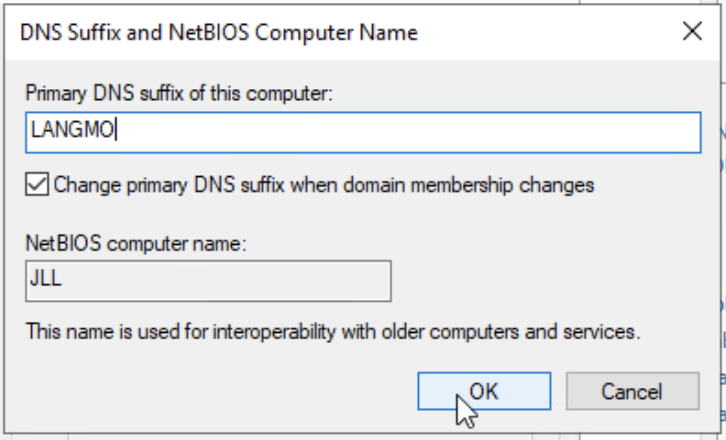 DNS Suffix and NetBIOS Computer Name
Primary DNS suffix of this computer:
LANGMO
Change primary DNS suffix when domain membership changes
NetBIOS computer name:
JLL
This name is used for interoperability with older computers and services.
OK Cancel